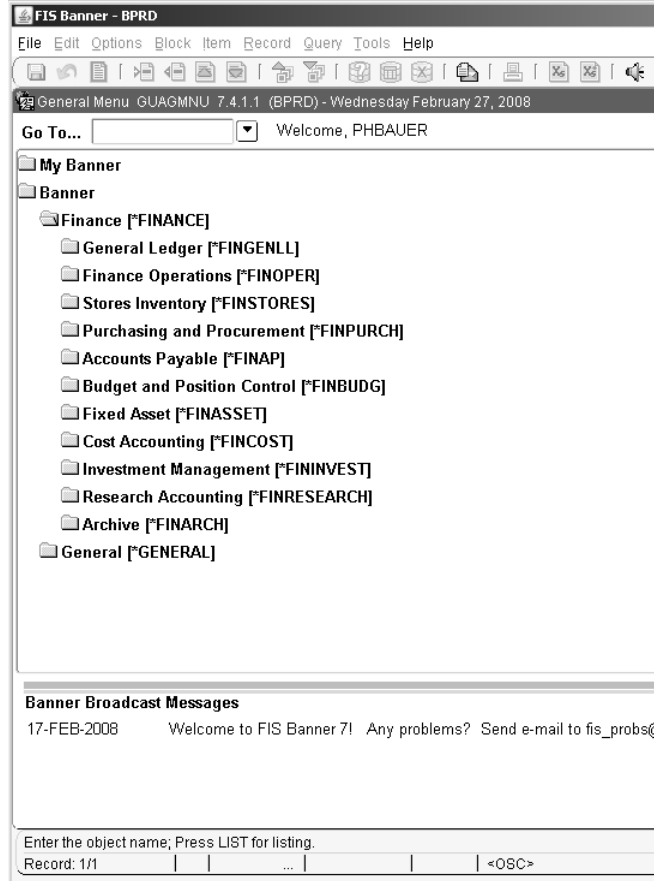 FIS Banner - BPRD
File Edit Options Block Item Record Query Tools Help
General Menu GUAGMNU 7.4.1.1 (BPRD) - Wednesday February 27, 2008
Go To... Welcome, PHBAUER
My Banner
Banner
Finance [*FINANCE]
General Ledger [*FINGENLL]
Finance Operations [*FINOPER]
Stores Inventory [*FINSTORES]
Purchasing and Procurement [*FINPURCH]
Accounts Payable [*FINAP]
Budget and Position Control [*FINBUDG]
Fixed Asset [*FINASSET]
Cost Accounting [*FINCOST]
Investment Management [*FININVEST]
Research Accounting [*FINRESEARCH]
Archive [*FINARCH]
General [*GENERAL]
Banner Broadcast Messages
17-FEB-2008 Welcome to FIS Banner 7! Any problems? Send e-mail to fis_probs@
Enter the object name; Press LIST for listing.
Record: 1/1 ... <OSC>